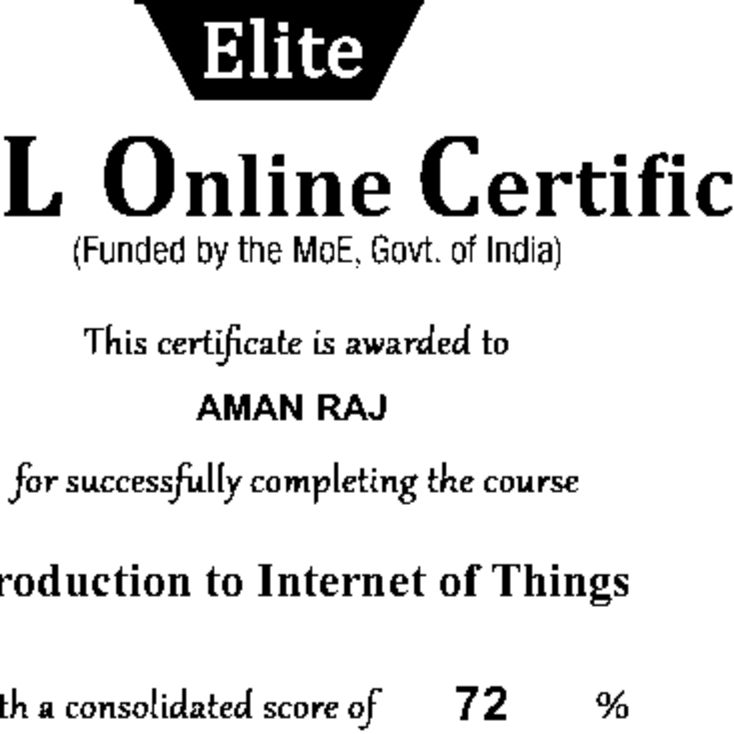 Elite
L Online Certific
(Funded by the MoE, Govt. of India)
This certificate is awarded to
AMAN RAJ
for successfully completing the course
roduction to Internet of Things
th a consolidated score of 72 %